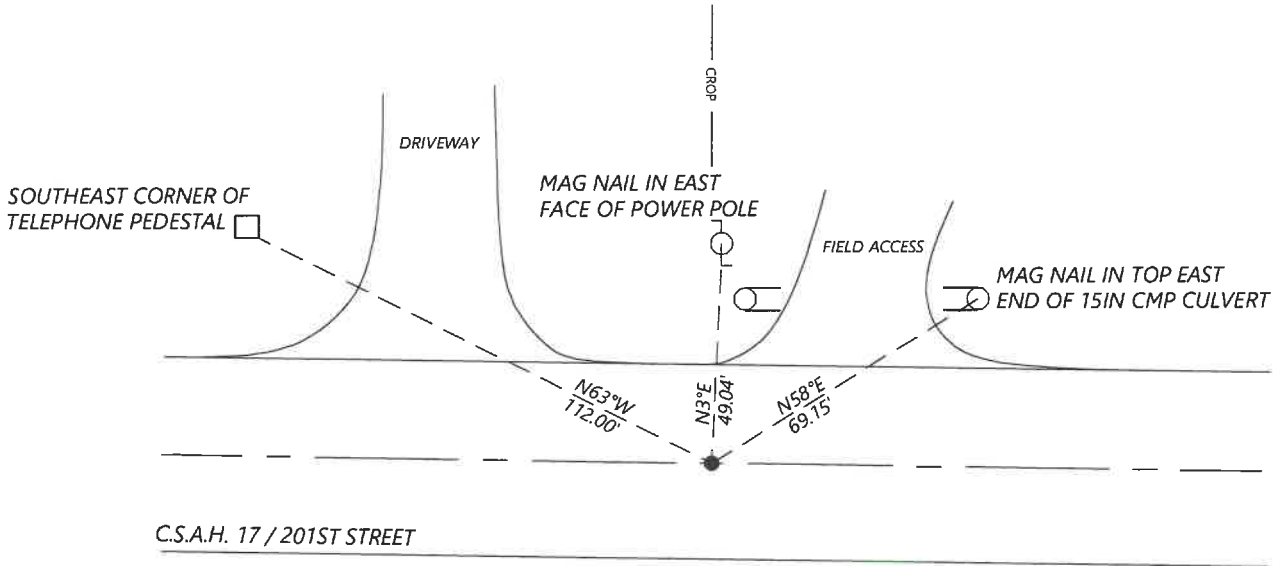 CROP
DRIVEWAY
SOUTHEAST CORNER OF
TELEPHONE PEDESTAL
MAG NAIL IN EAST
FACE OF POWER POLE
FIELD ACCESS
MAG NAIL IN TOP EAST
END OF 15IN CMP CULVERT
N63°W
112.00'
N3°E
49.04'
N58°E
69.15'
C.S.A.H. 17 / 201ST STREET